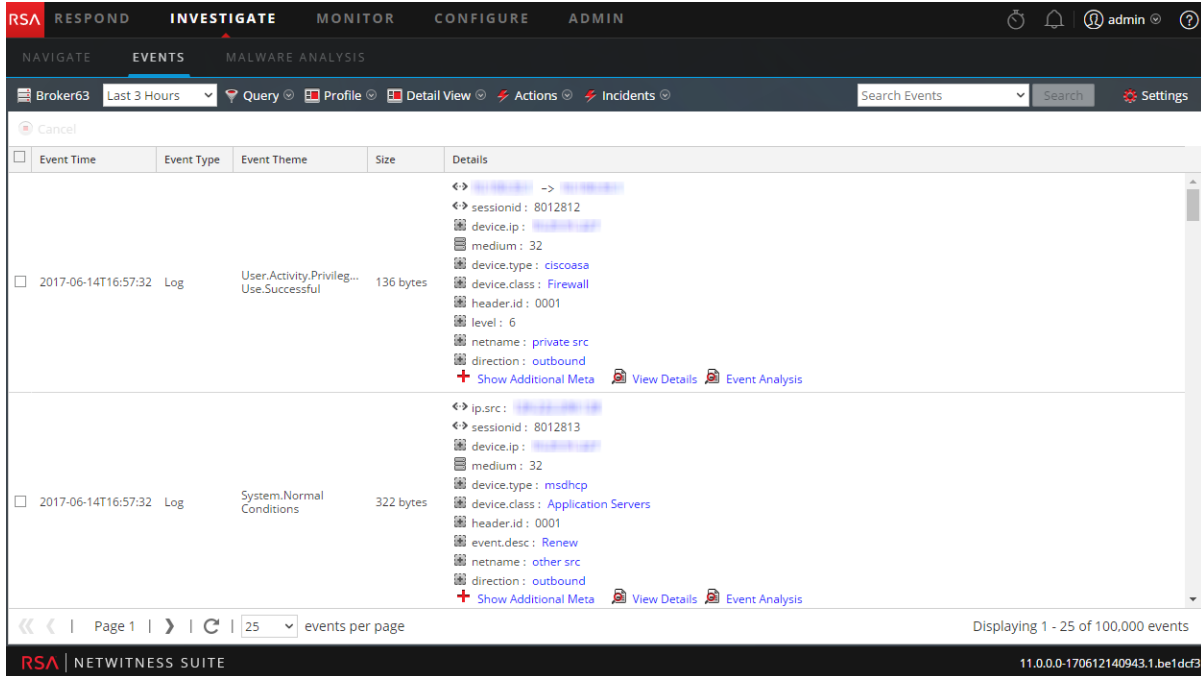 RSA RESPOND INVESTIGATE MONITOR CONFIGURE ADMIN admin ?
NAVIGATE EVENTS MALWARE ANALYSIS
Broker63 Last 3 Hours Query Profile Detail View Actions Incidents Search Events Search Settings
Cancel
Event Time Event Type Event Theme Size Details
->
sessionid : 8012812
device.ip :
medium : 32
device.type : ciscoasa
2017-06-14T16:57:32 Log User.Activity.Privileg... 136 bytes
Use.Successful
device.class : Firewall
header.id : 0001
level : 6
netname : private src
direction : outbound
Show Additional Meta View Details Event Analysis
ip.src :
sessionid : 8012813
device.ip :
medium : 32
device.type : msdhcp
2017-06-14T16:57:32 Log System.Normal 322 bytes
Conditions
device.class : Application Servers
header.id : 0001
event.desc : Renew
netname : other src
direction : outbound
Show Additional Meta View Details Event Analysis
Page 1 | 25 events per page Displaying 1 - 25 of 100,000 events
RSA | NETWITNESS SUITE 11.0.0.0-170612140943.1.be1dcf3